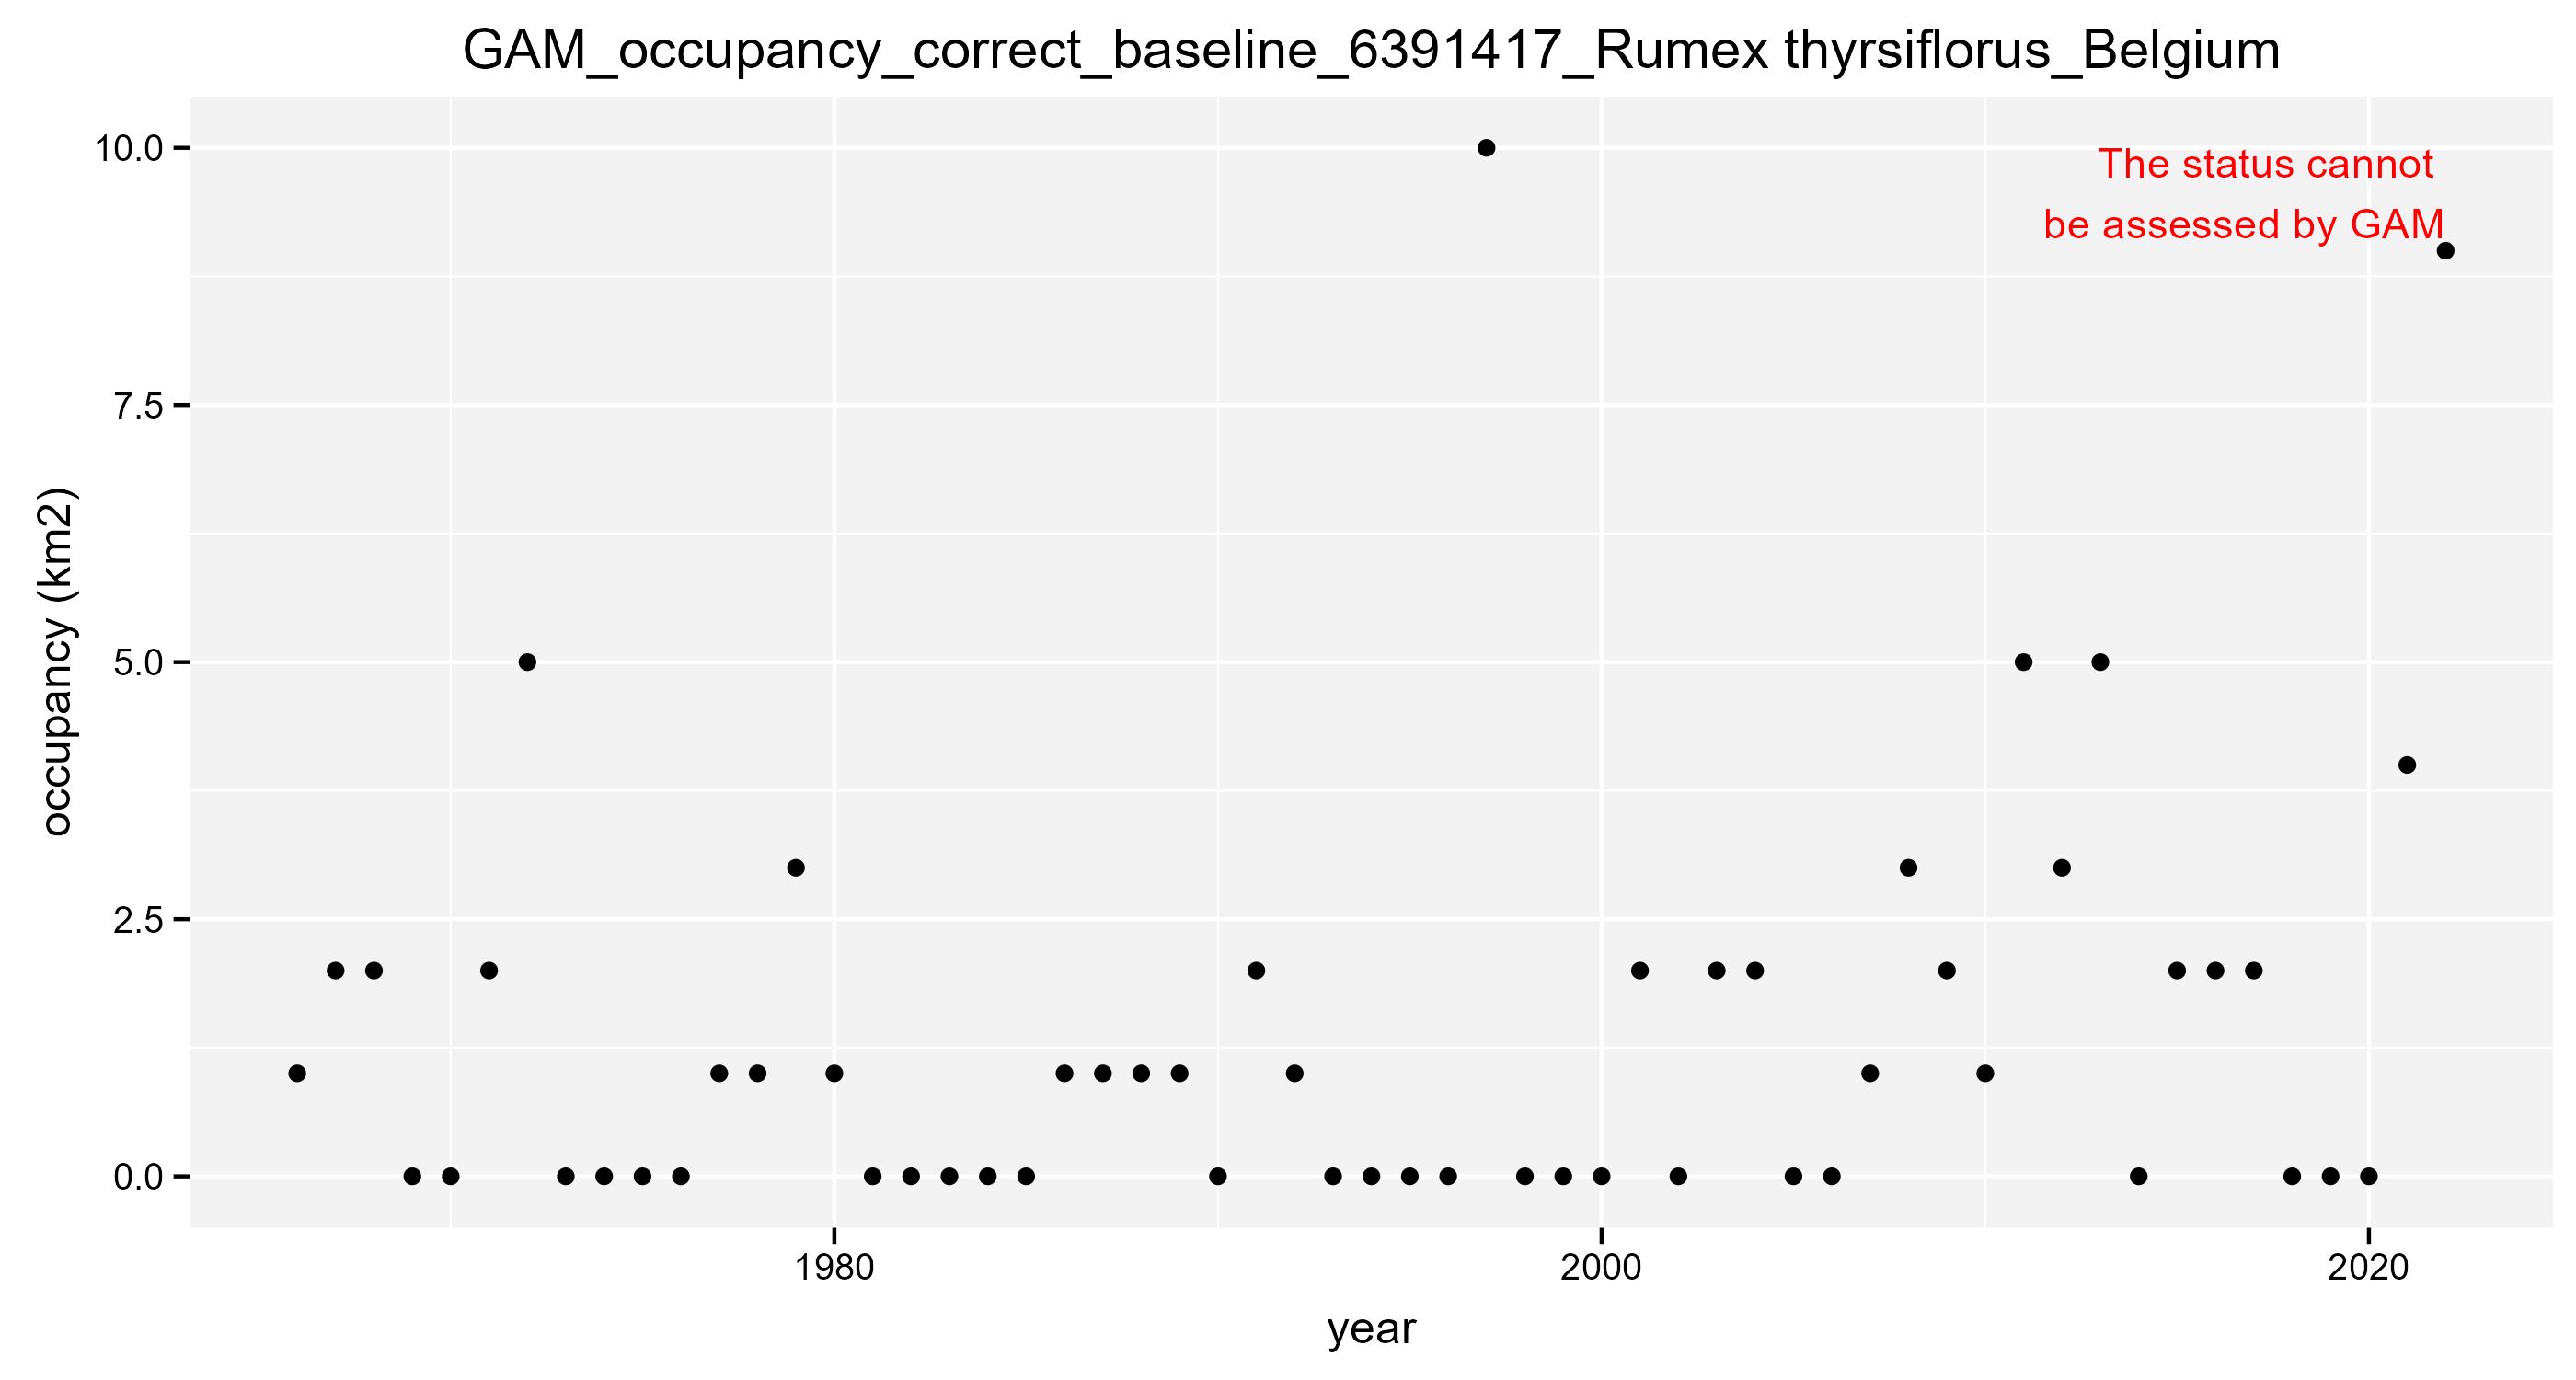 GAM_occupancy_correct_baseline_6391417_Rumex thyrsiflorus_Belgium
10.0
The status cannot
be assessed by GAM
7.5
occupancy (km2)
5.0
2.5
0.0
1980
2000
2020
year